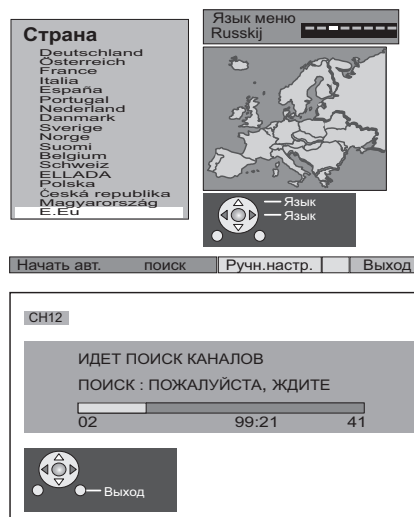 Страна
Deutschland
Österreich
France
Italia
España
Portugal
Nederland
Danmark
Sverige
Norge
Suomi
Belgium
Schweiz
ELLADA
Polska
Česká republika
Magyarország
E.Eu
Язык меню
Russkij
Язык
Язык
Начать авт. поиск Ручн.настр. Выход
CH12
ИДЕТ ПОИСК КАНАЛОВ
ПОИСК : ПОЖАЛУЙСТА, ЖДИТЕ
02 99:21 41
Выход